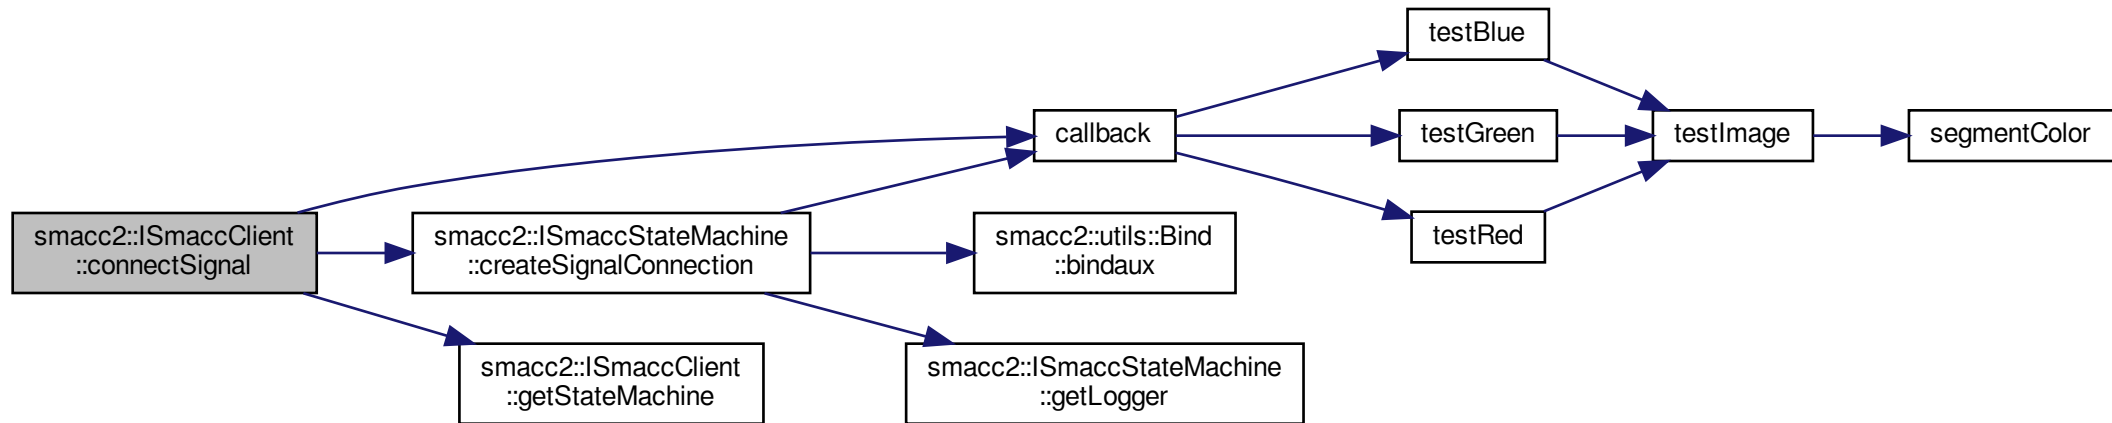 smacc2::ISmaccClient
::connectSignal
smacc2::ISmaccStateMachine
::createSignalConnection
smacc2::ISmaccClient
::getStateMachine
callback
smacc2::utils::Bind
::bindaux
smacc2::ISmaccStateMachine
::getLogger
testBlue
testGreen
testRed
testImage
segmentColor